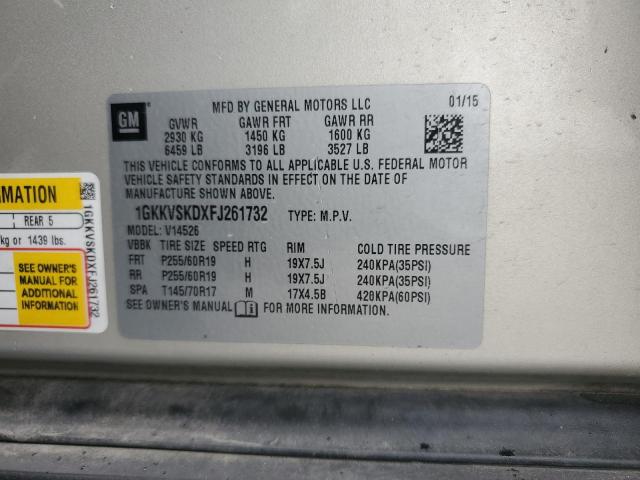 MFD BY GENERAL MOTORS LLC 01/15
GM
GVWR GAWR FRT GAWR RR
2930 KG 1450 KG 1600 KG
6459 LB 3196 LB 3527 LB
THIS VEHICLE CONFORMS TO ALL APPLICABLE U.S. FEDERAL MOTOR
VEHICLE SAFETY STANDARDS IN EFFECT ON THE DATE OF
MANUFACTURE SHOWN ABOVE.
1GKKVSKDXFJ261732 TYPE: M.P.V.
MODEL: V14526
VBBK TIRE SIZE SPEED RTG RIM COLD TIRE PRESSURE
FRT P255/60R19 H 19X7.5J 240KPA(35PSI)
RR P255/60R19 H 19X7.5J 240KPA(35PSI)
SPA T145/70R17 M 17X4.5B 420KPA(60PSI)
SEE OWNER'S MANUAL FOR MORE INFORMATION.
RMATION
REAR 5
kg or 1439 lbs.
SEE OWNER'S
MANUAL FOR
ADDITIONAL
INFORMATION
1GKKVSKDXFJ261732